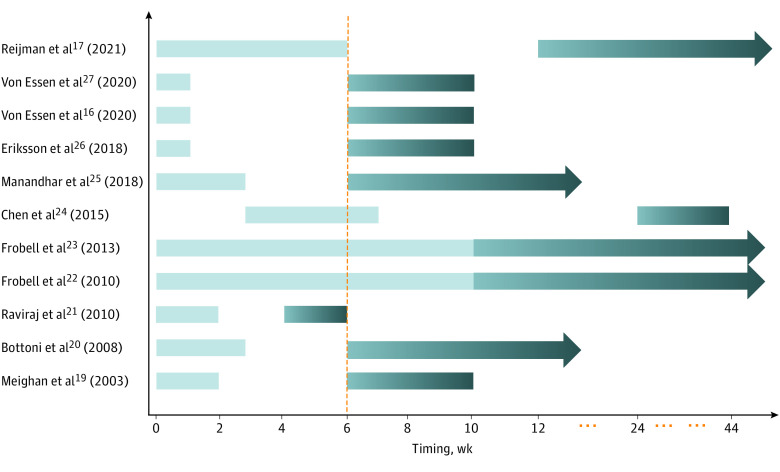 Reijman et al17 (2021)
Von Essen et al27 (2020)
Von Essen et al16 (2020)
Eriksson et al26 (2018)
Manandhar et al25 (2018)
Chen et al24 (2015)
Frobell et al23 (2013)
Frobell et al22 (2010)
Raviraj et al21 (2010)
Bottoni et al20 (2008)
Meighan et al19 (2003)
0 2 4 6 8 10 12 ... 24 ... ... 44
Timing, wk